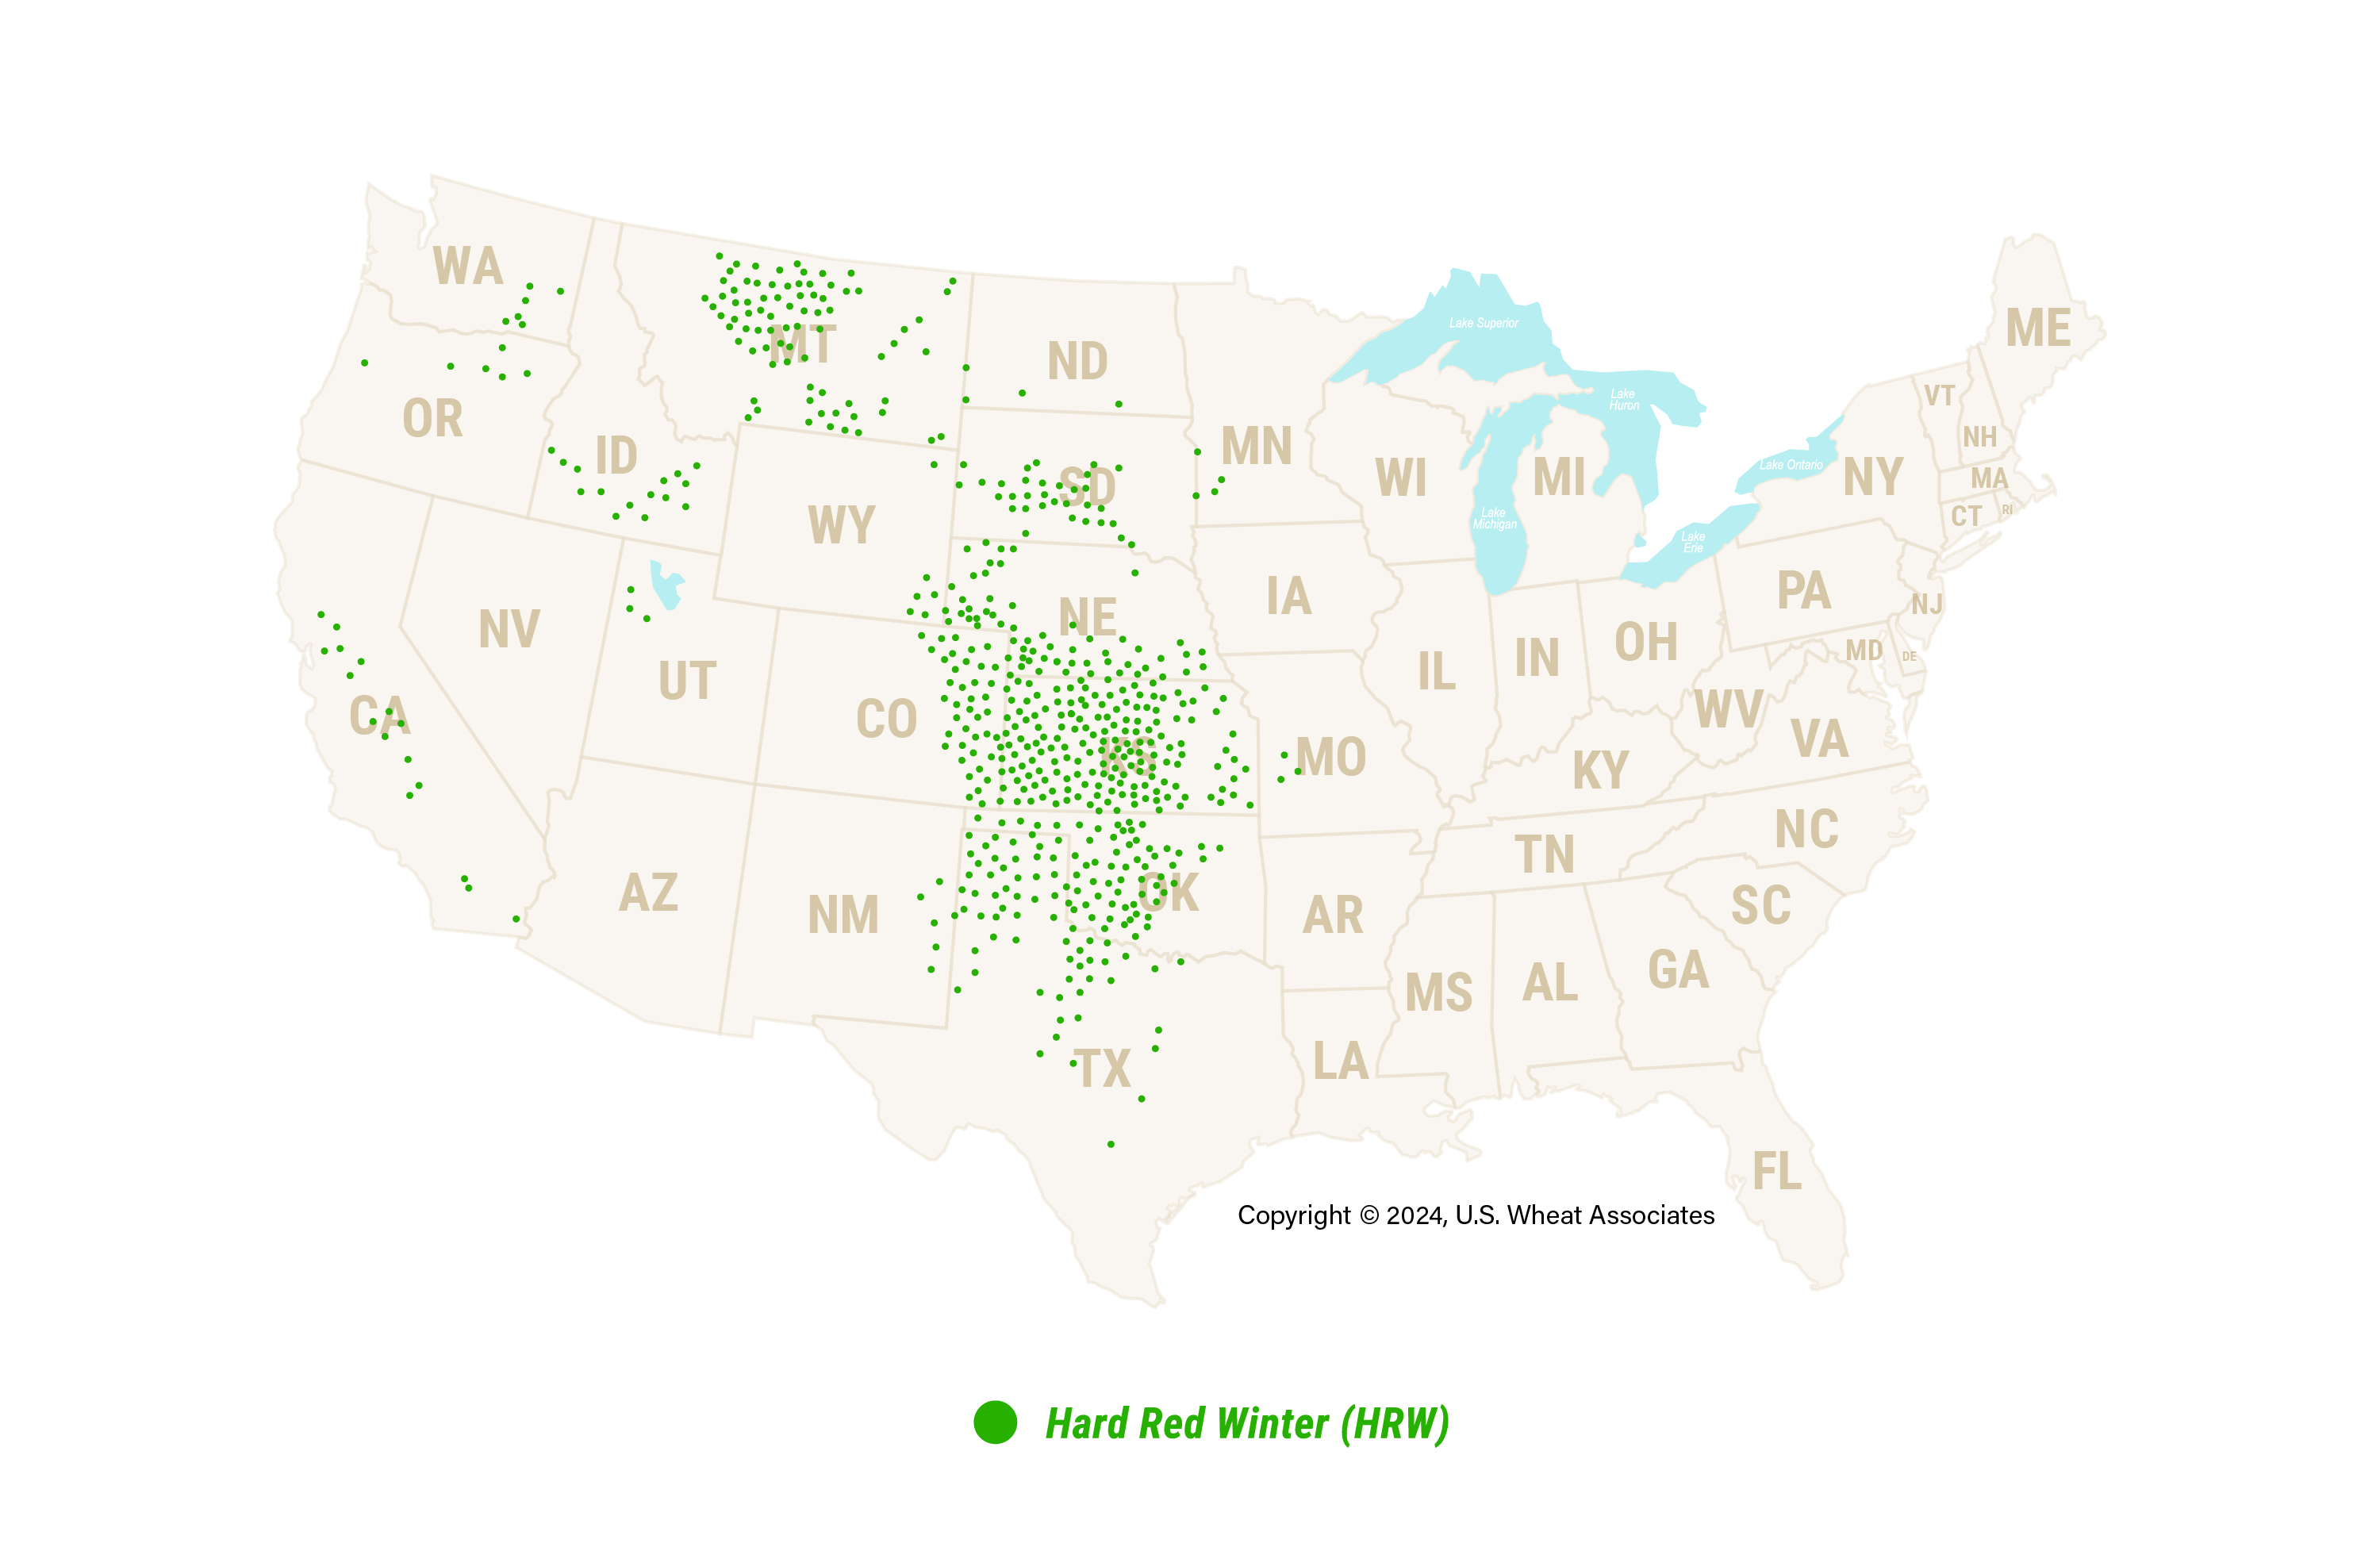 WA
MT
ND
ME
OR
ID
MN
Lake Superior
Lake
Huron
VT
NH
SD
WI
MI
Lake Ontario
NY
MA
WY
Lake
Michigan
CT
RI
Lake
Erie
NE
IA
PA
NJ
NV
UT
IL
IN
OH
MD
DE
CA
CO
KS
MO
WV
VA
KY
AZ
NM
OK
TN
NC
AR
SC
MS
AL
GA
TX
LA
FL
Copyright © 2024, U.S. Wheat Associates
Hard Red Winter (HRW)